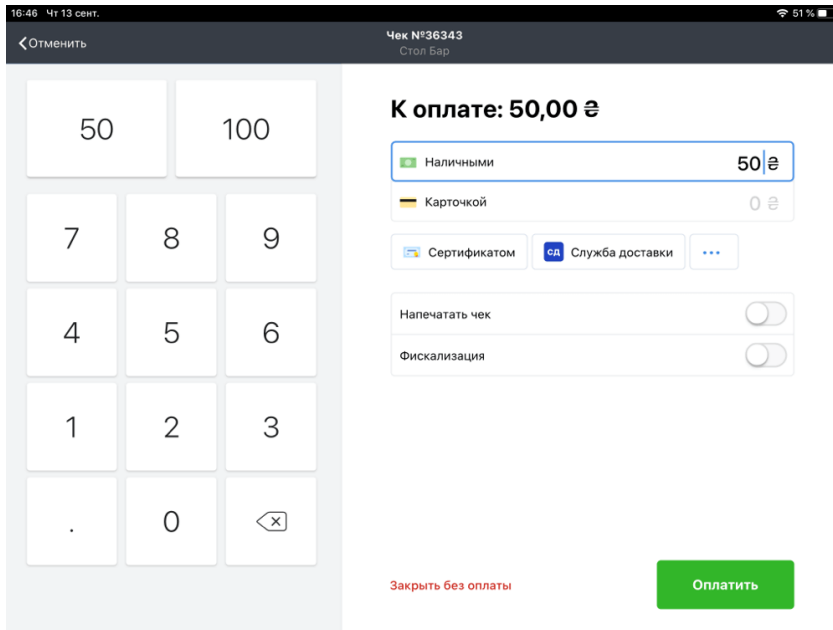 16:46 Чт 13 сент.
51 %
Отменить
Чек №36343
Стол Бар
50
100
7
8
9
4
5
6
1
2
3
.
0
К оплате: 50,00 ₴
Наличными
50 ₴
Карточкой
0 ₴
Сертификатом
СД Служба доставки
...
Напечатать чек
Фискализация
Закрыть без оплаты
Оплатить